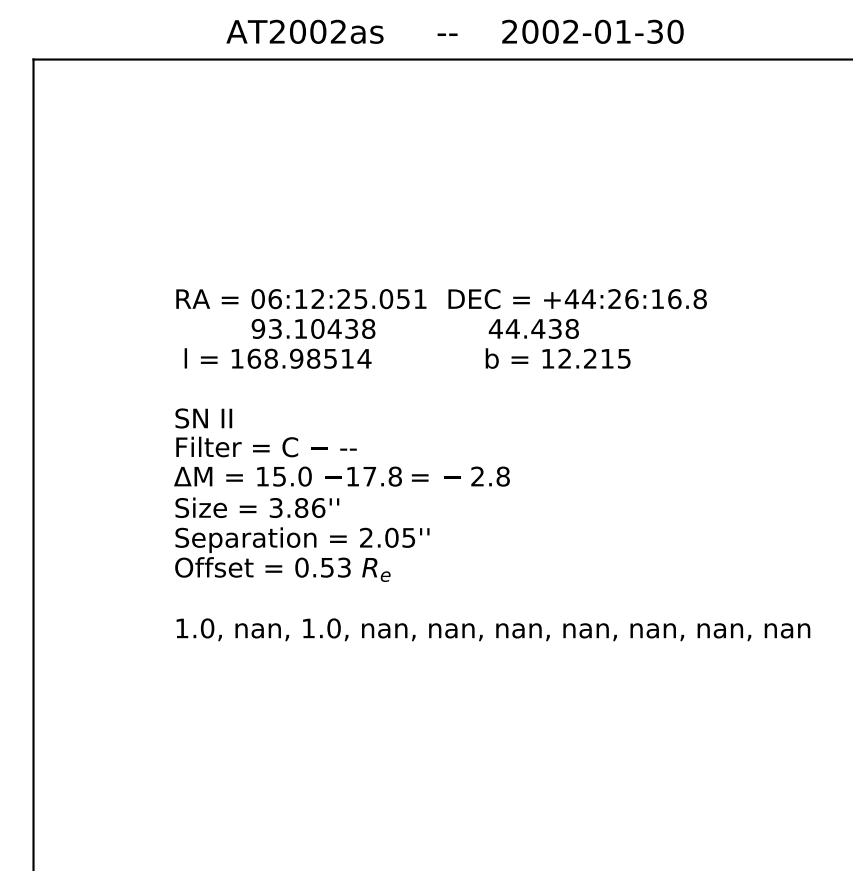 AT2002as -- 2002-01-30
RA = 06:12:25.051 DEC = +44:26:16.8
93.10438 44.438
l = 168.98514 b = 12.215
SN II
Filter = C − --
ΔM = 15.0 −17.8 = − 2.8
Size = 3.86''
Separation = 2.05''
Offset = 0.53 Re
1.0, nan, 1.0, nan, nan, nan, nan, nan, nan, nan